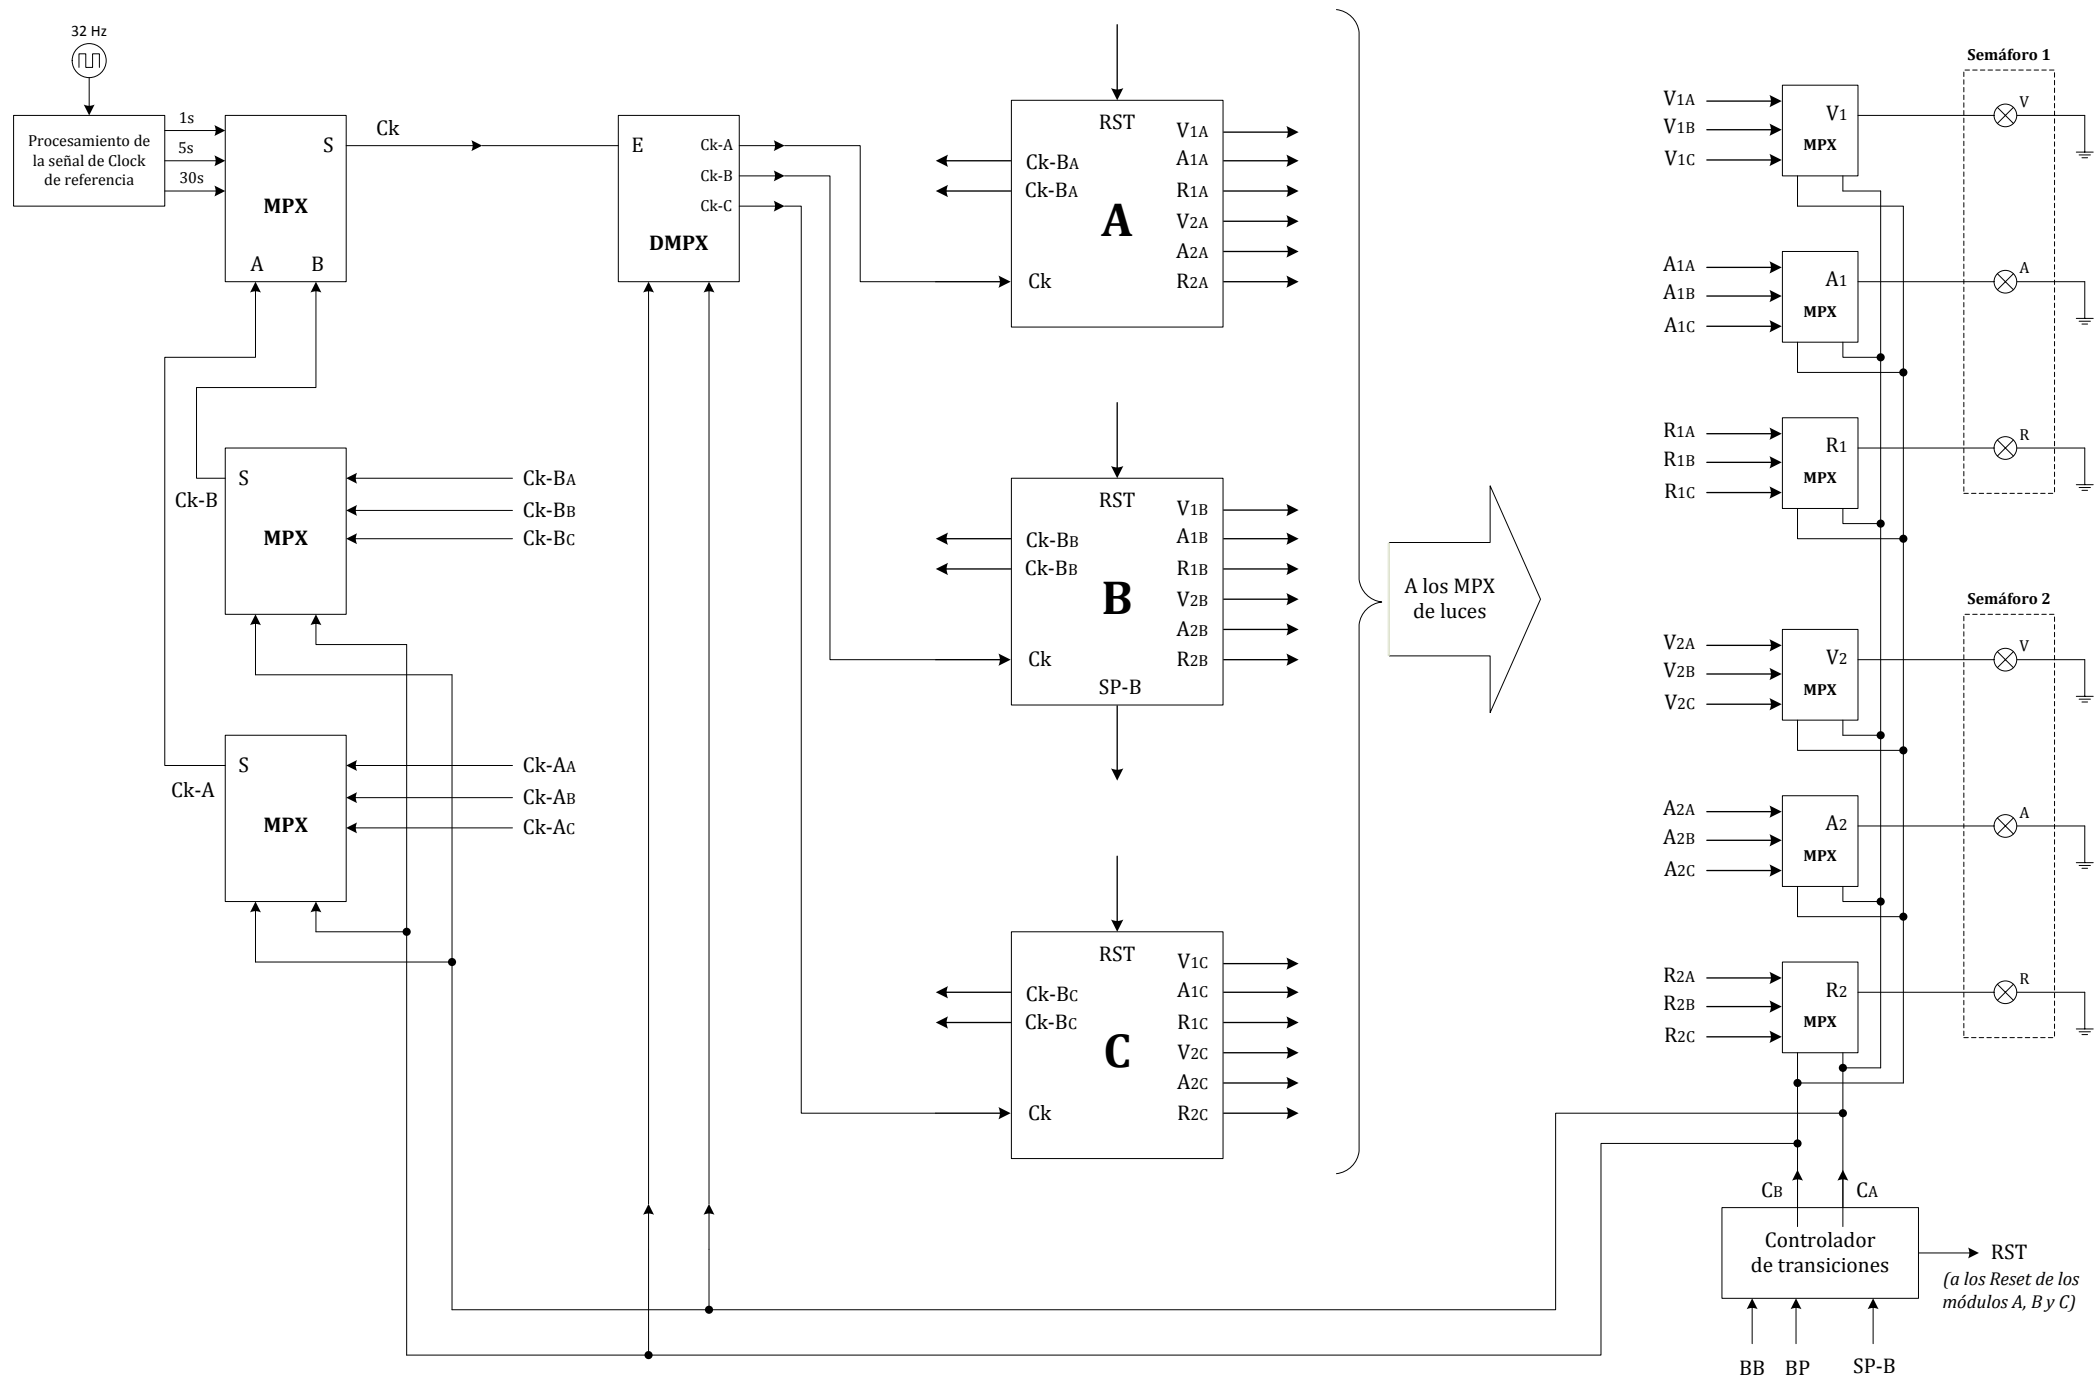 32 Hz
Procesamiento de
la señal de Clock
de referencia
1s
5s
30s
S
MPX
A
B
Ck
E
Ck-A
Ck-B
Ck-C
DMPX
S
Ck-B
MPX
Ck-BA
Ck-BB
Ck-BC
S
Ck-A
MPX
Ck-AA
Ck-AB
Ck-AC
RST
Ck-BA
Ck-BA
A
Ck
V1A
A1A
R1A
V2A
A2A
R2A
RST
Ck-BB
Ck-BB
B
Ck
SP-B
V1B
A1B
R1B
V2B
A2B
R2B
RST
Ck-BC
Ck-BC
C
Ck
V1C
A1C
R1C
V2C
A2C
R2C
A los MPX
de luces
Semáforo 1
V1A
V1B
V1C
V1
MPX
V
A1A
A1B
A1C
A1
MPX
A
R1A
R1B
R1C
R1
MPX
R
Semáforo 2
V2A
V2B
V2C
V2
MPX
V
A2A
A2B
A2C
A2
MPX
A
R2A
R2B
R2C
R2
MPX
R
CB
CA
Controlador
de transiciones
RST
(a los Reset de los
módulos A, B y C)
BB
BP
SP-B